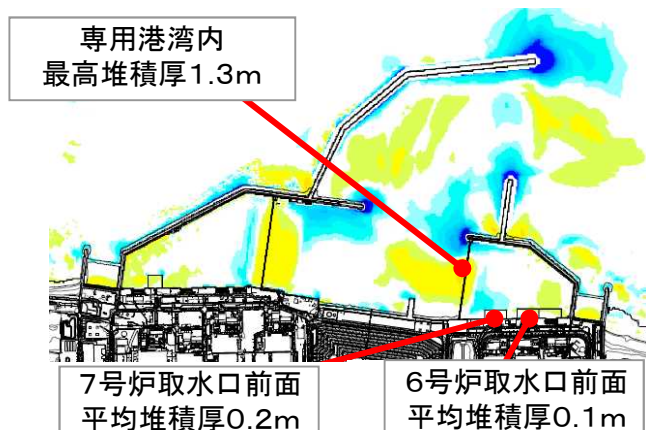 専用港湾内
最高堆積厚1.3m
7号炉取水口前面
平均堆積厚0.2m
6号炉取水口前面
平均堆積厚0.1m